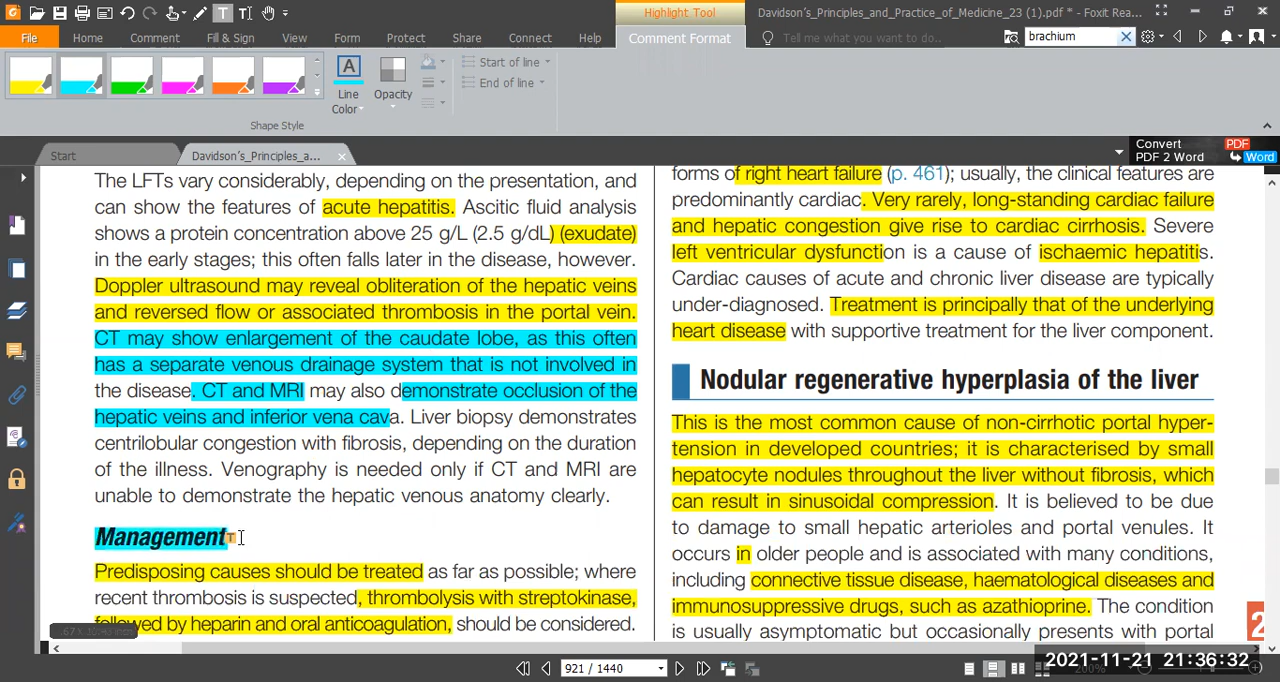 Highlight Tool
Davidson's_Principles_and_Practice_of_Medicine_23 (1).pdf * - Foxit Rea...
File Home Comment Fill & Sign View Form Protect Share Connect Help Comment Format Tell me what you want to do.. brachium
Line Color
Opacity
Start of line
End of line
Shape Style
Start
Davidson's_Principles_a...
Convert
PDF 2 Word
PDF
Word
The LFTs vary considerably, depending on the presentation, and
can show the features of acute hepatitis. Ascitic fluid analysis
shows a protein concentration above 25 g/L (2.5 g/dL) (exudate)
in the early stages; this often falls later in the disease, however.
Doppler ultrasound may reveal obliteration of the hepatic veins
and reversed flow or associated thrombosis in the portal vein.
CT may show enlargement of the caudate lobe, as this often
has a separate venous drainage system that is not involved in
the disease. CT and MRI may also demonstrate occlusion of the
hepatic veins and inferior vena cava. Liver biopsy demonstrates
centrilobular congestion with fibrosis, depending on the duration
of the illness. Venography is needed only if CT and MRI are
unable to demonstrate the hepatic venous anatomy clearly.
Management
Predisposing causes should be treated as far as possible; where
recent thrombosis is suspected, thrombolysis with streptokinase,
followed by heparin and oral anticoagulation, should be considered.
forms of right heart failure (p. 461); usually, the clinical features are
predominantly cardiac. Very rarely, long-standing cardiac failure
and hepatic congestion give rise to cardiac cirrhosis. Severe
left ventricular dysfunction is a cause of ischaemic hepatitis.
Cardiac causes of acute and chronic liver disease are typically
under-diagnosed. Treatment is principally that of the underlying
heart disease with supportive treatment for the liver component.
Nodular regenerative hyperplasia of the liver
This is the most common cause of non-cirrhotic portal hyper-
tension in developed countries; it is characterised by small
hepatocyte nodules throughout the liver without fibrosis, which
can result in sinusoidal compression. It is believed to be due
to damage to small hepatic arterioles and portal venules. It
occurs in older people and is associated with many conditions,
including connective tissue disease, haematological diseases and
immunosuppressive drugs, such as azathioprine. The condition
is usually asymptomatic but occasionally presents with portal
2
921 / 1440
2021-11-21 21:36:32